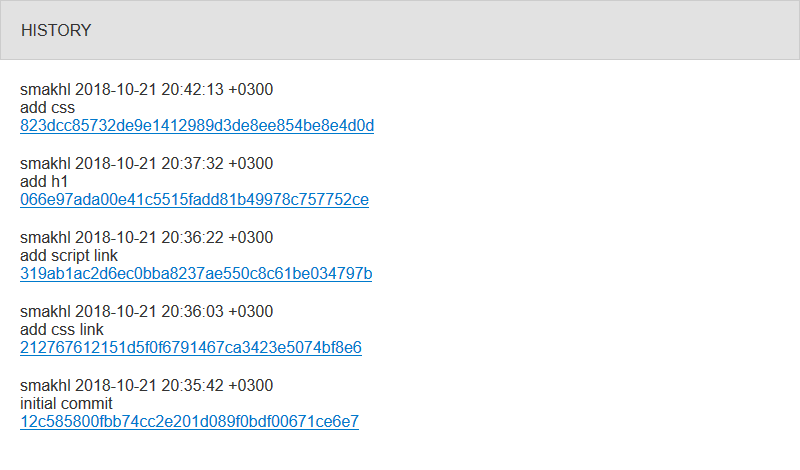 HISTORY
smakhl 2018-10-21 20:42:13 +0300
add css
823dcc85732de9e1412989d3de8ee854be8e4d0d
smakhl 2018-10-21 20:37:32 +0300
add h1
066e97ada00e41c5515fadd81b49978c757752ce
smakhl 2018-10-21 20:36:22 +0300
add script link
319ab1ac2d6ec0bba8237ae550c8c61be034797b
smakhl 2018-10-21 20:36:03 +0300
add css link
212767612151d5f0f6791467ca3423e5074bf8e6
smakhl 2018-10-21 20:35:42 +0300
initial commit
12c585800fbb74cc2e201d089f0bdf00671ce6e7